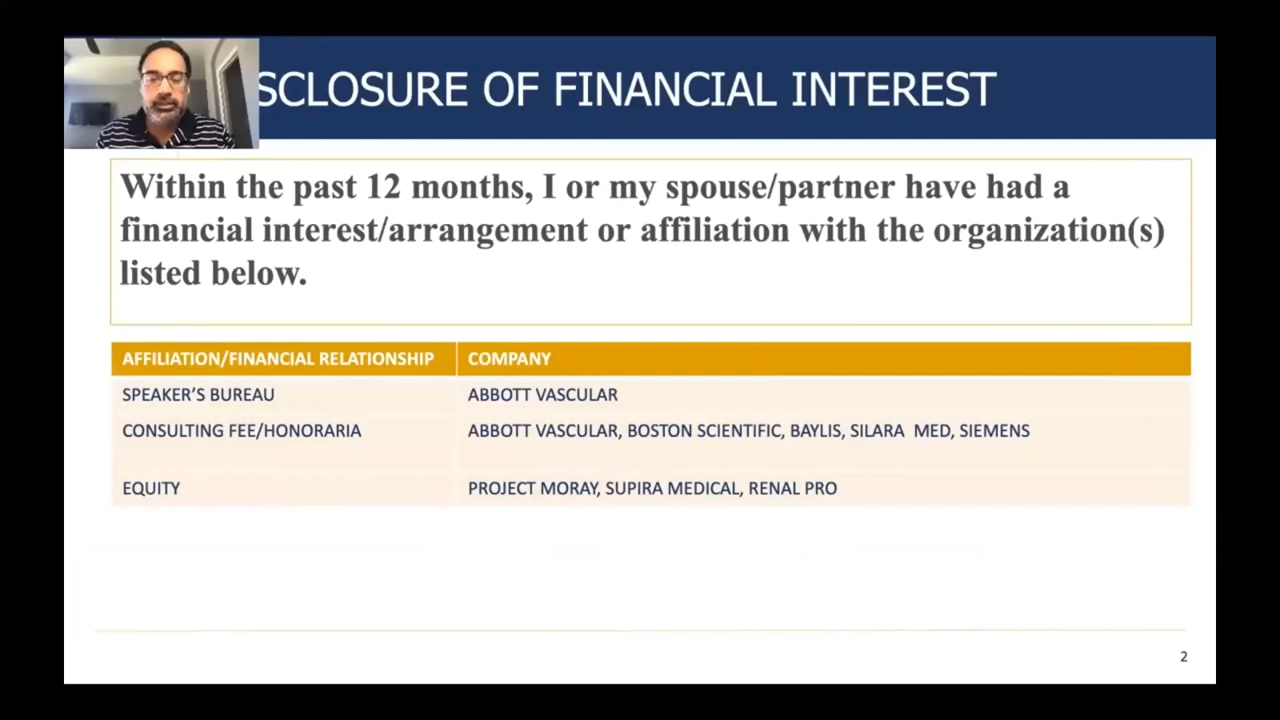 SCLOSURE OF FINANCIAL INTEREST
Within the past 12 months, I or my spouse/partner have had a
financial interest/arrangement or affiliation with the organization(s)
listed below.
AFFILIATION/FINANCIAL RELATIONSHIP COMPANY
SPEAKER’S BUREAU ABBOTT VASCULAR
CONSULTING FEE/HONORARIA ABBOTT VASCULAR, BOSTON SCIENTIFIC, BAYLIS, SILARA MED, SIEMENS
EQUITY PROJECT MORAY, SUPIRA MEDICAL, RENAL PRO
2